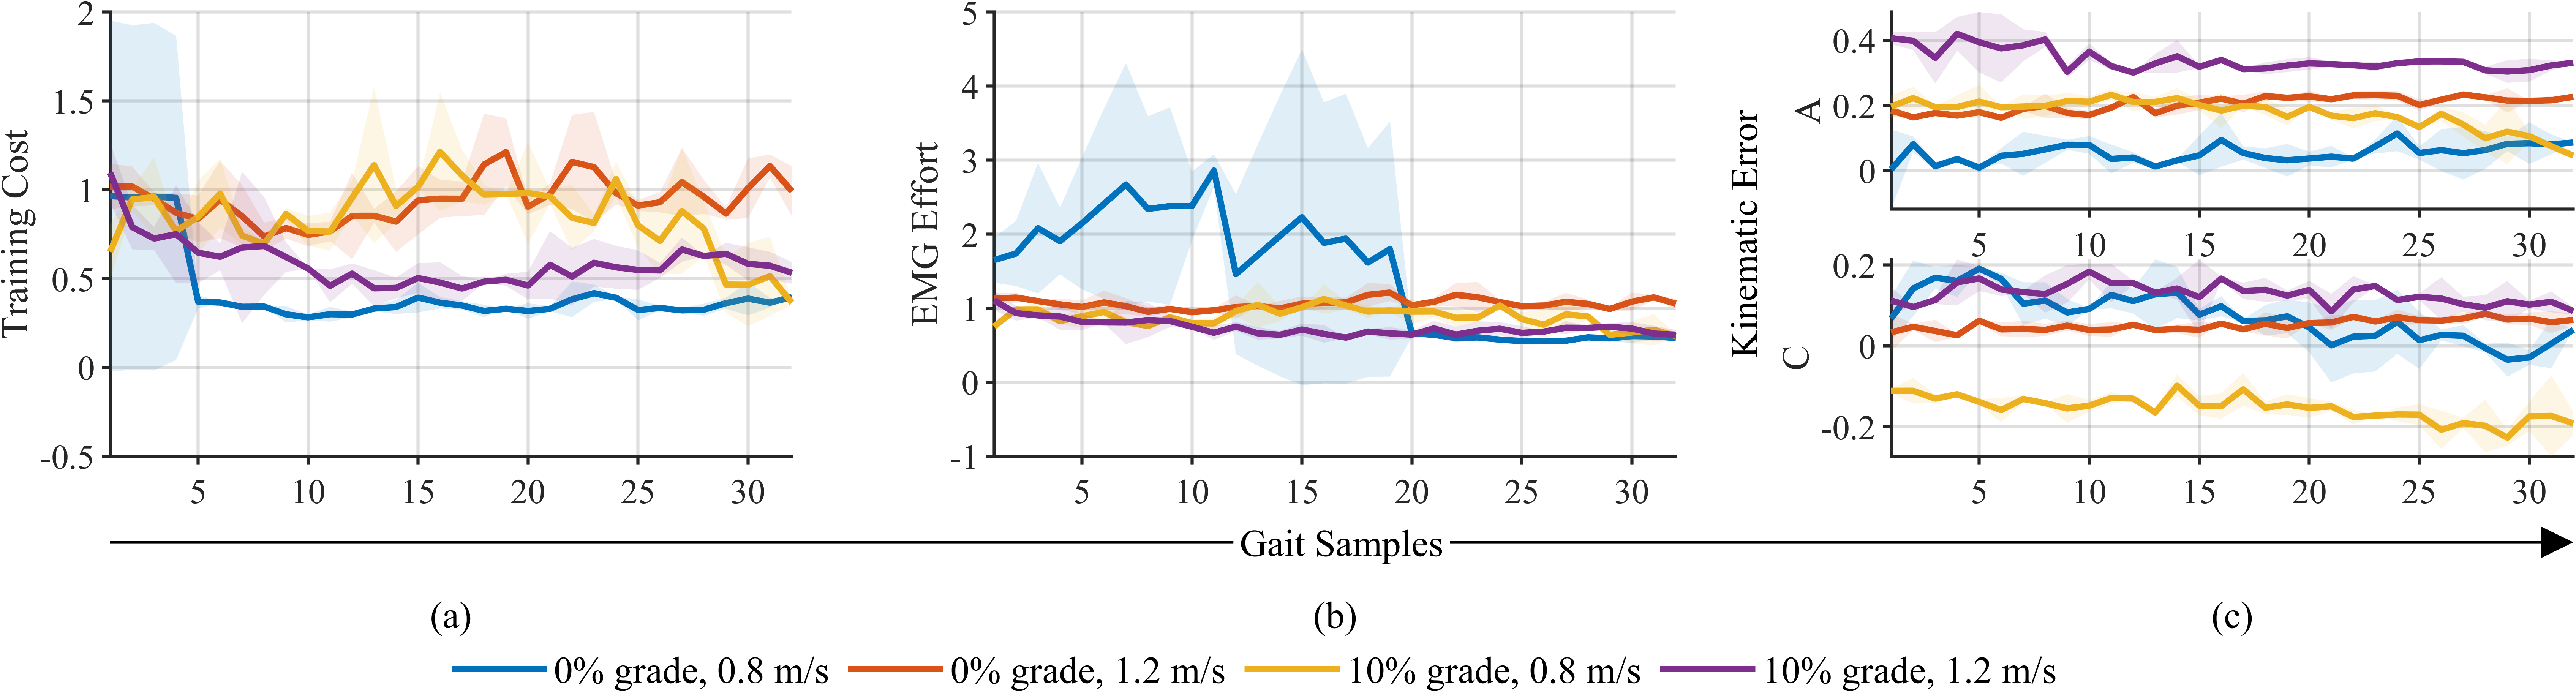 Training Cost
2
1.5
1
0.5
0
-0.5
5 10 15 20 25 30
EMG Effort
5
4
3
2
1
0
-1
5 10 15 20 25 30
Kinematic Error
A
0.4
0.2
0
5 10 15 20 25 30
C
0.2
0
-0.2
5 10 15 20 25 30
Gait Samples
(a) (b) (c)
0% grade, 0.8 m/s 0% grade, 1.2 m/s 10% grade, 0.8 m/s 10% grade, 1.2 m/s